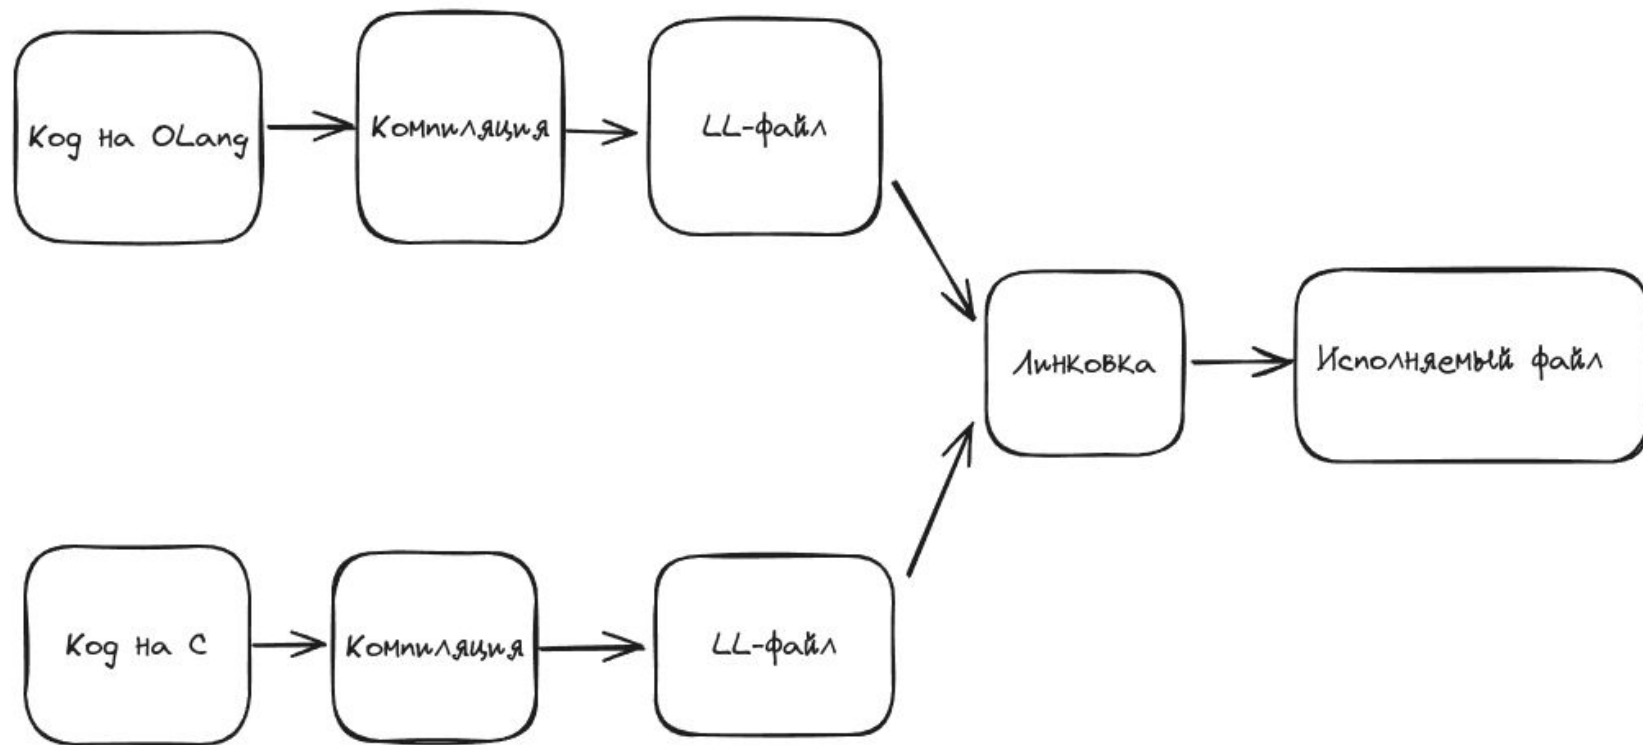 Код на OLang
Компиляция
LL-файл
Линковка
Исполняемый файл
Код на C
Компиляция
LL-файл